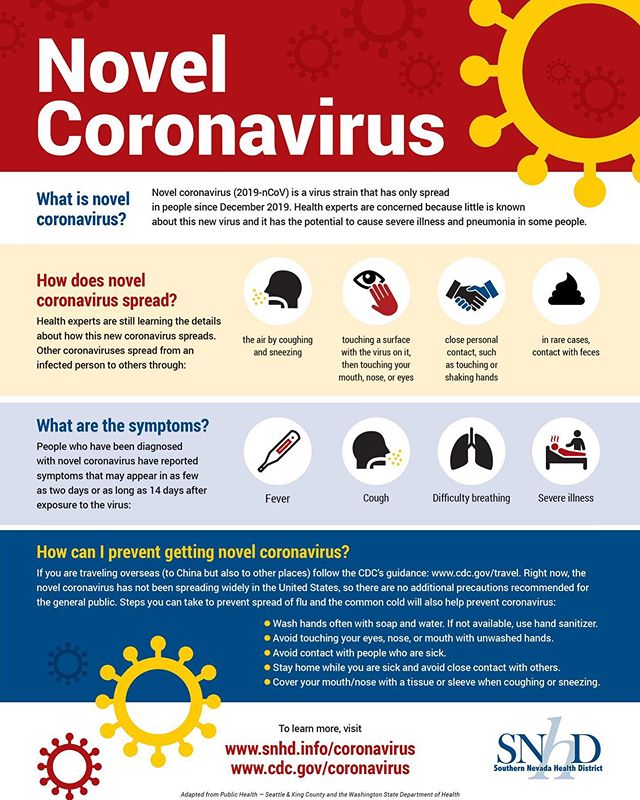 Novel
Coronavirus
What is novel
coronavirus?
Novel coronavirus (2019-nCoV) is a virus strain that has only spread
in people since December 2019. Health experts are concerned because little is known
about this new virus and it has the potential to cause severe illness and pneumonia in some people.
How does novel
coronavirus spread?
Health experts are still learning the details
about how this new coronavirus spreads.
Other coronaviruses spread from an
infected person to others through:
the air by coughing
and sneezing
touching a surface
with the virus on it,
then touching your
mouth, nose, or eyes
close personal
contact, such
as touching or
shaking hands
in rare cases,
contact with feces
What are the symptoms?
People who have been diagnosed
with novel coronavirus have reported
symptoms that may appear in as few
as two days or as long as 14 days after
exposure to the virus:
Fever
Cough
Difficulty breathing
Severe illness
How can I prevent getting novel coronavirus?
If you are traveling overseas (to China but also to other places) follow the CDC's guidance: www.cdc.gov/travel. Right now, the
novel coronavirus has not been spreading widely in the United States, so there are no additional precautions recommended for
the general public. Steps you can take to prevent spread of flu and the common cold will also help prevent coronavirus:
● Wash hands often with soap and water. If not available, use hand sanitizer.
● Avoid touching your eyes, nose, or mouth with unwashed hands.
● Avoid contact with people who are sick.
● Stay home while you are sick and avoid close contact with others.
● Cover your mouth/nose with a tissue or sleeve when coughing or sneezing.
To learn more, visit
www.snhd.info/coronavirus
www.cdc.gov/coronavirus
SNhD
Southern Nevada Health District
Adapted from Public Health — Seattle & King County and the Washington State Department of Health